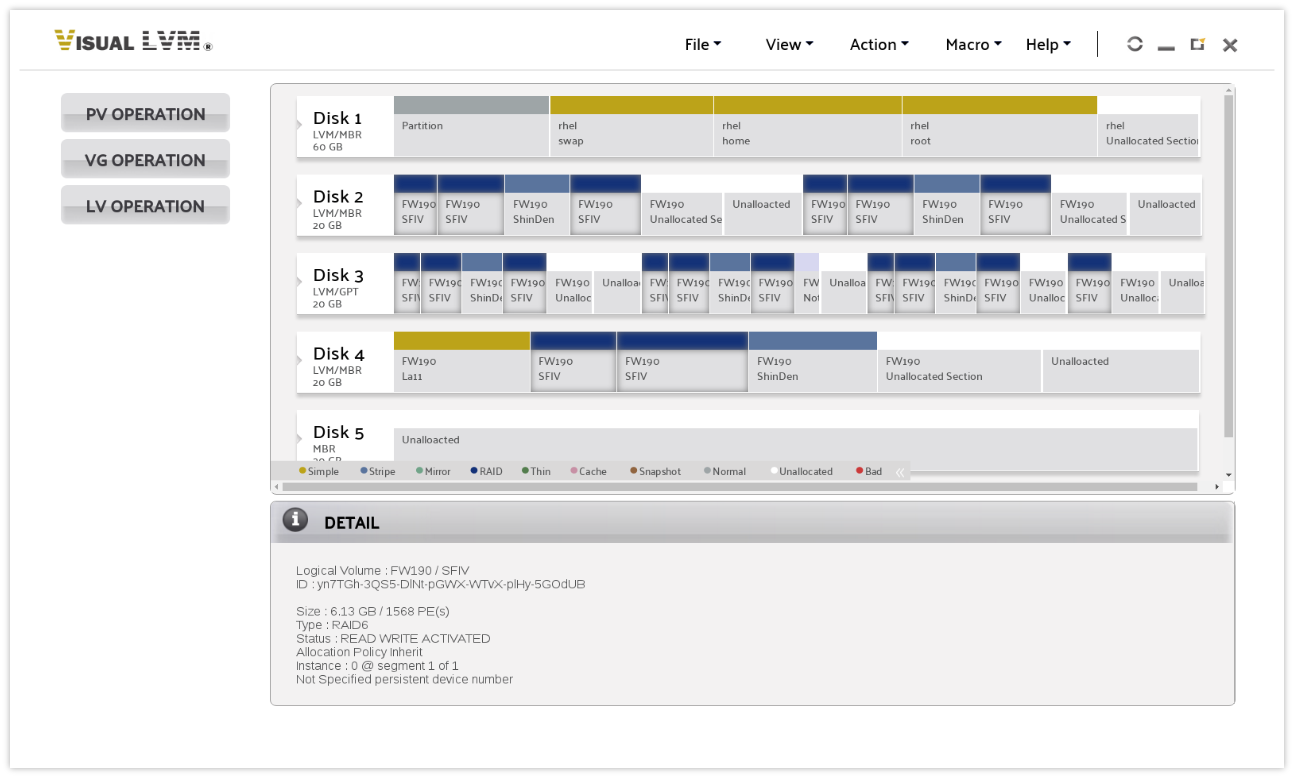 VISUAL LVM ®
File
View
Action
Macro
Help
PV OPERATION
VG OPERATION
LV OPERATION
Disk 1
LVM/MBR
60 GB
Partition
rhel
swap
rhel
home
rhel
root
rhel
Unallocated Section
Disk 2
LVM/MBR
20 GB
FW190
SFIV
FW190
SFIV
FW190
ShinDen
FW190
SFIV
FW190
Unallocated Se
Unalloacted
FW190
SFIV
FW190
SFIV
FW190
ShinDen
FW190
SFIV
FW190
Unallocated S
Unalloacted
Disk 3
LVM/GPT
20 GB
FW
SFIV
FW190
SFIV
FW190
ShinDe
FW190
SFIV
FW190
Unalloc
Unalloa
FW
SFIV
FW190
SFIV
FW190
ShinDe
FW190
SFIV
FW
Not
Unalloa
FW
SFIV
FW190
SFIV
FW190
ShinDe
FW190
SFIV
FW190
Unalloc
FW190
SFIV
FW190
Unalloc
Unalloa
Disk 4
LVM/MBR
20 GB
FW190
La11
FW190
SFIV
FW190
SFIV
FW190
ShinDen
FW190
Unallocated Section
Unalloacted
Disk 5
MBR
20 GB
Unalloacted
Simple
Stripe
Mirror
RAID
Thin
Cache
Snapshot
Normal
Unallocated
Bad
DETAIL
Logical Volume : FW190 / SFIV
ID : yn7TGh-3QS5-DlNt-pGWX-WTVX-plHy-5GOdUB
Size : 6.13 GB / 1568 PE(s)
Type : RAID6
Status : READ WRITE ACTIVATED
Allocation Policy Inherit
Instance : 0 @ segment 1 of 1
Not Specified persistent device number